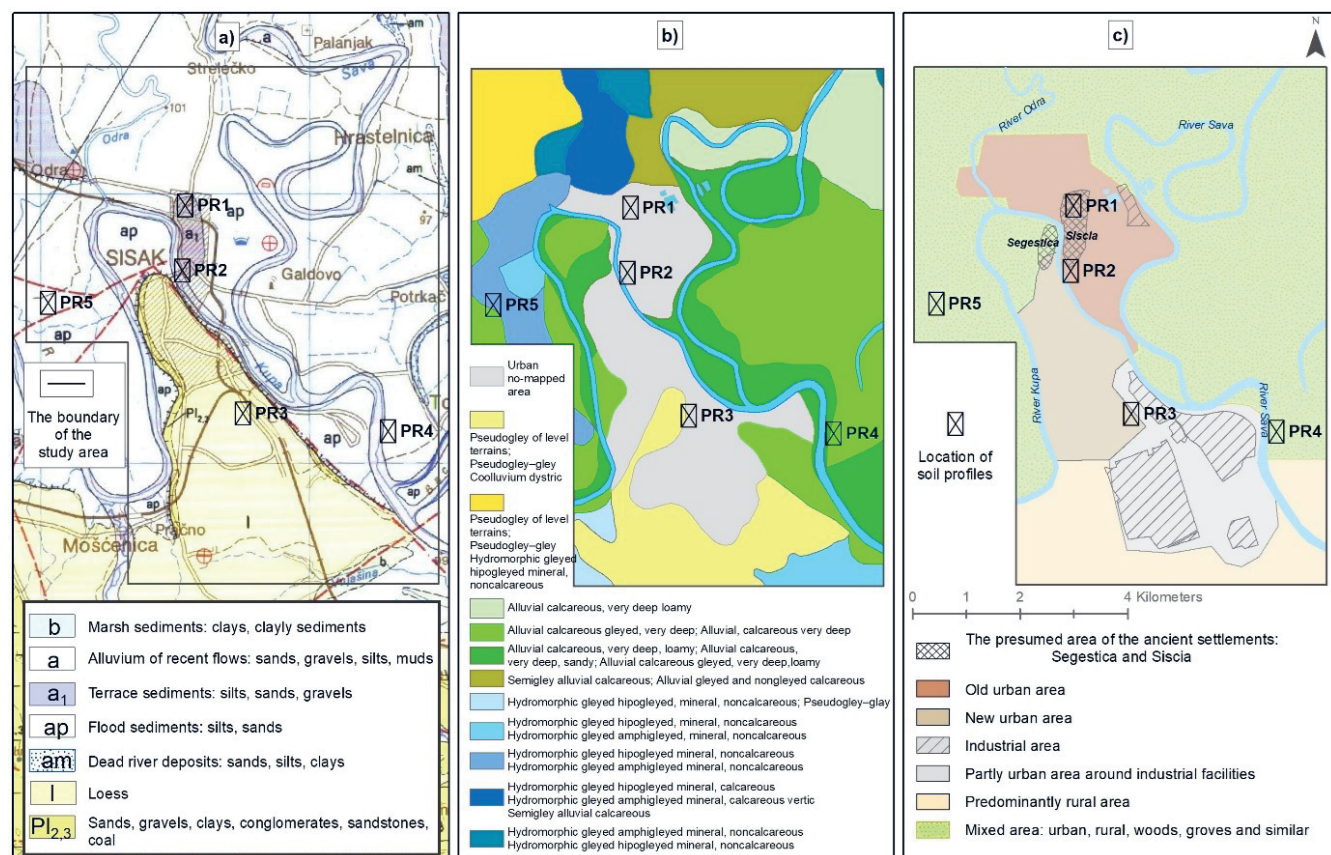 a)
a
am
Palanjak
Strelečko
Sava
101
Odra
Hrastelnica
am
Odra
PR1
ap
97
ap
a1
SISAK
PR2
Galdovo
PR5
Potrkač
ap
ap
R
Kupa
The boundary
of the
study area
ap
Pl2,3
PR3
To
PR4
ap
ap
ap
l
Pračno
Mošćenica
b
b Marsh sediments: clays, clayly sediments
a Alluvium of recent flows: sands, gravels, silts, muds
a1 Terrace sediments: silts, sands, gravels
ap Flood sediments: silts, sands
am Dead river deposits: sands, silts, clays
l Loess
Pl2,3 Sands, gravels, clays, conglomerates, sandstones,
coal
b)
PR1
PR2
PR5
PR3
PR4
Urban
no-mapped
area
Pseudogley of level
terrains;
Pseudogley–gley
Coolluvium dystric
Pseudogley of level
terrains;
Pseudogley–gley
Hydromorphic gleyed
hipogleyed mineral,
noncalcareous
Alluvial calcareous, very deep loamy
Alluvial calcareous gleyed, very deep; Alluvial, calcareous very deep
Alluvial calcareous, very deep, loamy; Alluvial calcareous,
very deep, sandy; Alluvial calcareous gleyed, very deep,loamy
Semigley alluvial calcareous; Alluvial gleyed and nongleyed calcareous
Hydromorphic gleyed hipogleyed, mineral, noncalcareous; Pseudogley–glay
Hydromorphic gleyed hipogleyed, mineral, noncalcareous
Hydromorphic gleyed amphigleyed, mineral, noncalcareous
Hydromorphic gleyed hipogleyed mineral, noncalcareous
Hydromorphic gleyed amphigleyed mineral, noncalcareous
Hydromorphic gleyed hipogleyed mineral, calcareous
Hydromorphic gleyed amphigleyed mineral, calcareous vertic
Semigley alluvial calcareous
Hydromorphic gleyed amphigleyed mineral, noncalcareous
Hydromorphic gleyed hipogleyed mineral, noncalcareous
c)
N
River Odra
River Sava
PR1
Segestica
Siscia
PR2
PR5
River Kupa
PR3
River Sava
PR4
Location of
soil profiles
0 1 2 4 Kilometers
The presumed area of the ancient settlements:
Segestica and Siscia
Old urban area
New urban area
Industrial area
Partly urban area around industrial facilities
Predominantly rural area
Mixed area: urban, rural, woods, groves and similar